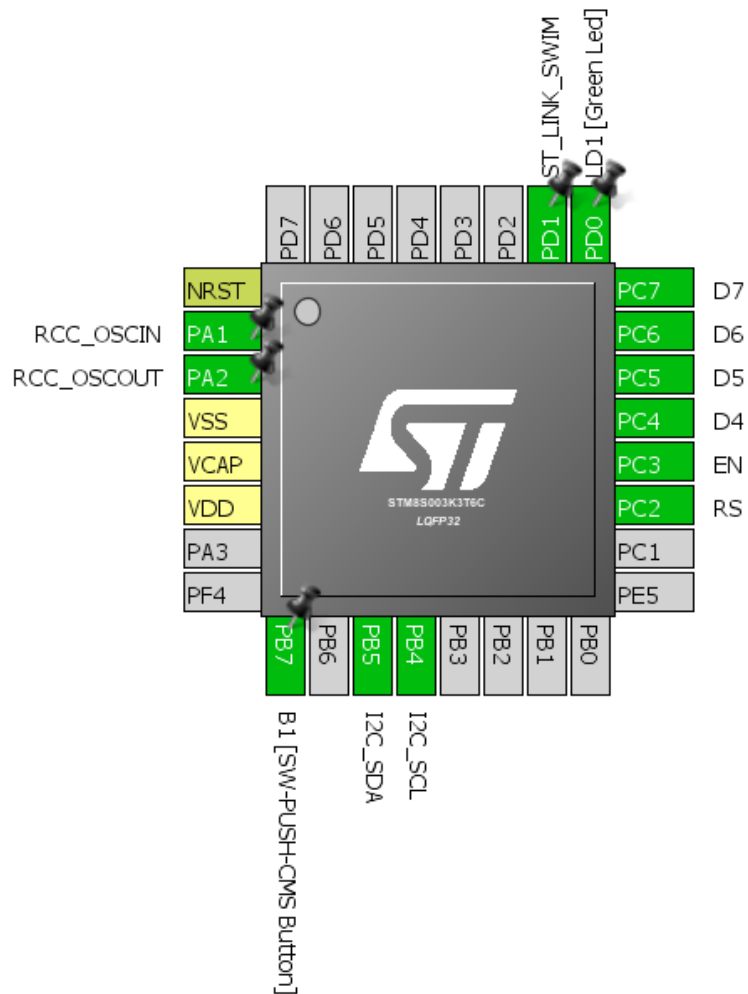 ST_LINK_SWIM
LD1 [Green Led]
PD7
PD6
PD5
PD4
PD3
PD2
PD1
PD0
NRST
RCC_OSCIN PA1
RCC_OSCOUT PA2
VSS
VCAP
VDD
PA3
PF4
PC7 D7
PC6 D6
PC5 D5
PC4 D4
PC3 EN
PC2 RS
PC1
PE5
STM8S003K3T6C
LQFP32
PB7
PB6
PB5
PB4
PB3
PB2
PB1
PB0
B1 [SW-PUSH-CMS Button]
I2C_SDA
I2C_SCL